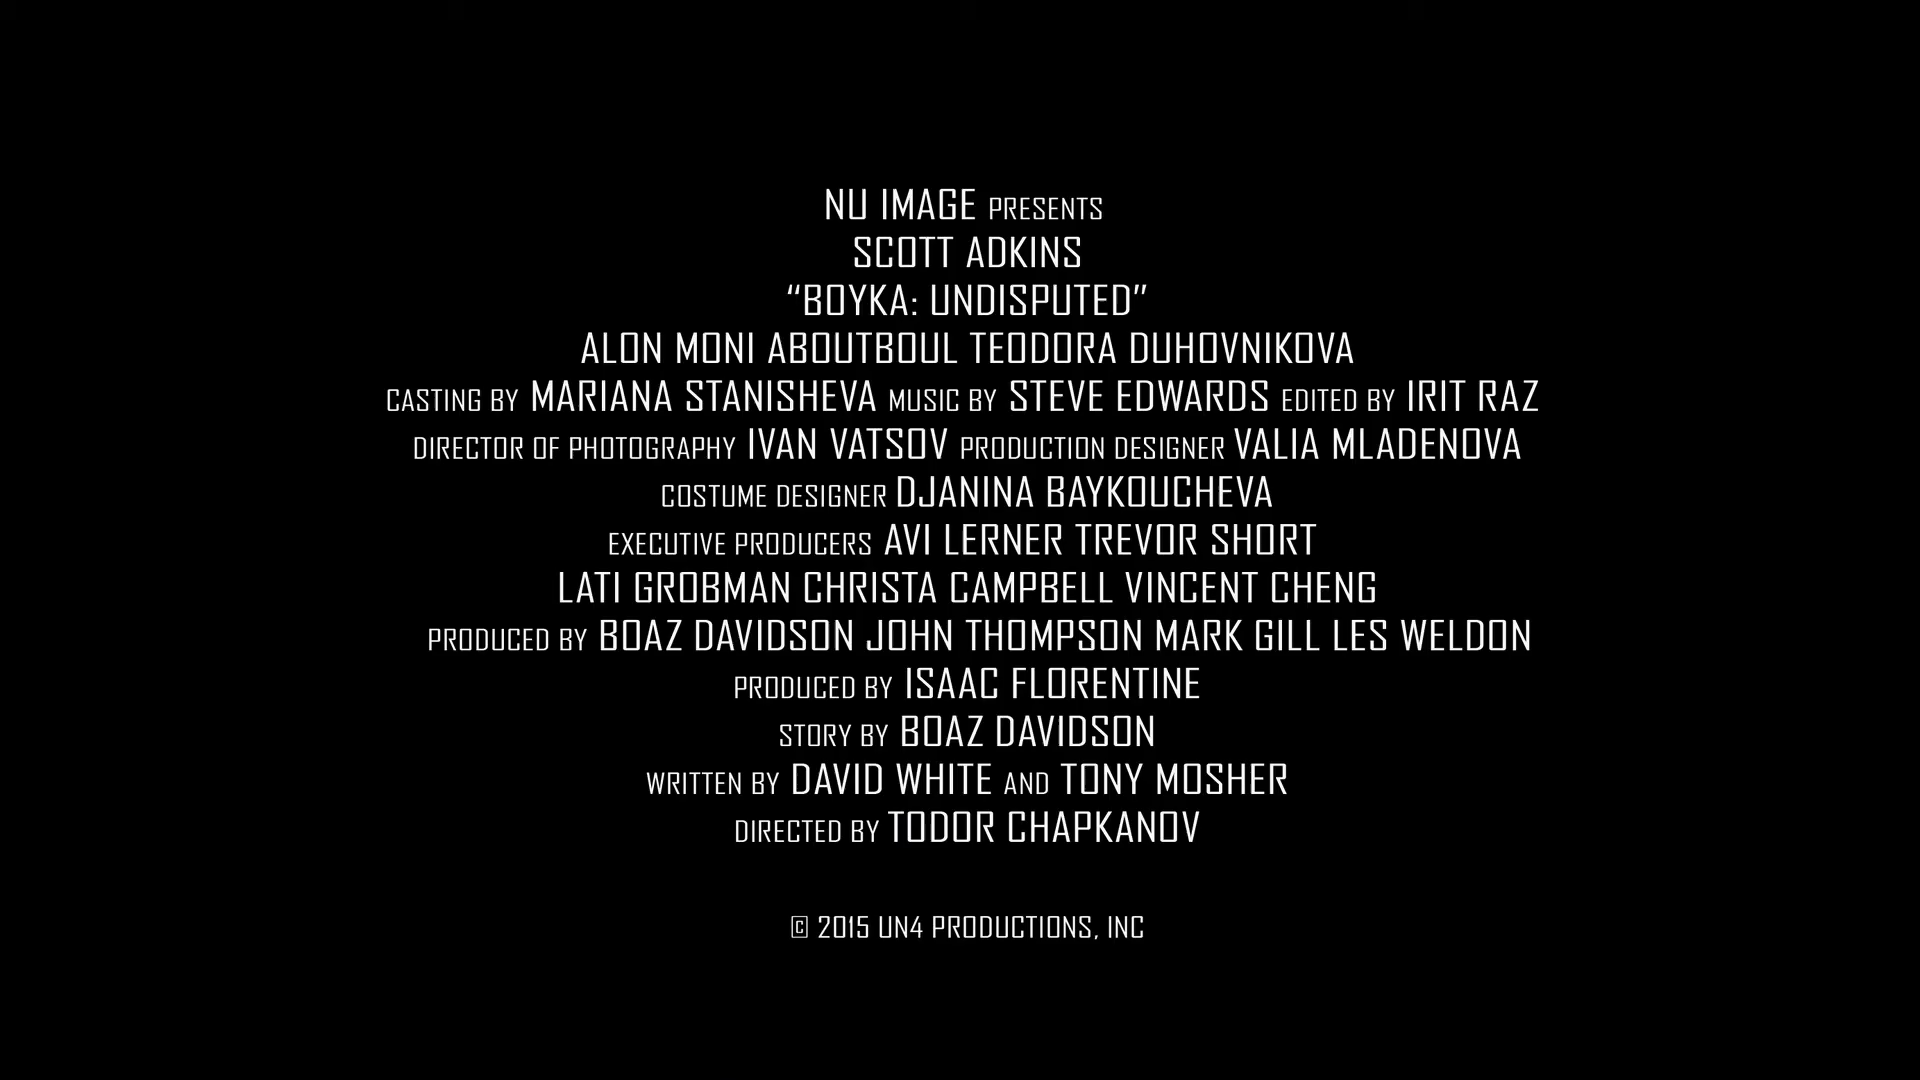 NU IMAGE PRESENTS
SCOTT ADKINS
“BOYKA: UNDISPUTED”
ALON MONI ABOUTBOUL TEODORA DUHOVNIKOVA
CASTING BY MARIANA STANISHEVA MUSIC BY STEVE EDWARDS EDITED BY IRIT RAZ
DIRECTOR OF PHOTOGRAPHY IVAN VATSOV PRODUCTION DESIGNER VALIA MLADENOVA
COSTUME DESIGNER DJANINA BAYKOUCHEVA
EXECUTIVE PRODUCERS AVI LERNER TREVOR SHORT
LATI GROBMAN CHRISTA CAMPBELL VINCENT CHENG
PRODUCED BY BOAZ DAVIDSON JOHN THOMPSON MARK GILL LES WELDON
PRODUCED BY ISAAC FLORENTINE
STORY BY BOAZ DAVIDSON
WRITTEN BY DAVID WHITE AND TONY MOSHER
DIRECTED BY TODOR CHAPKANOV
© 2015 UN4 PRODUCTIONS, INC